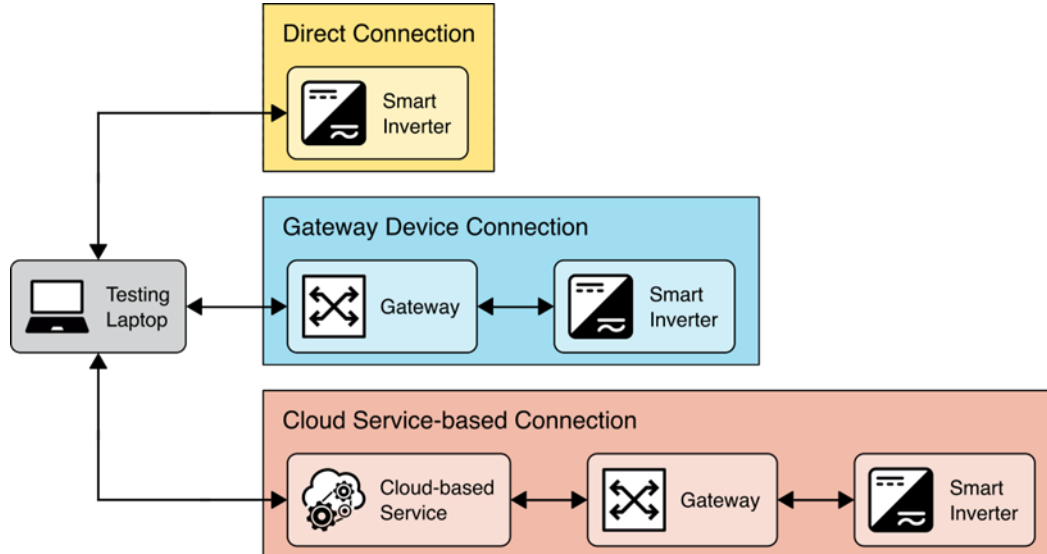 Direct Connection
Smart
Inverter
Gateway Device Connection
Testing
Laptop
Gateway
Smart
Inverter
Cloud Service-based Connection
Cloud-based
Service
Gateway
Smart
Inverter